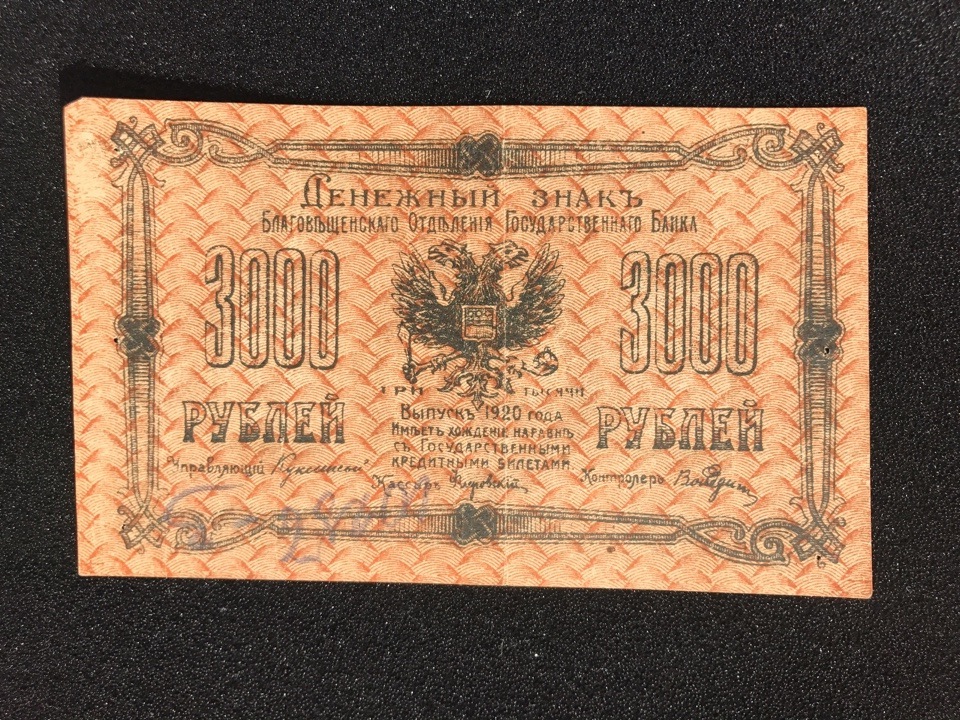 Денежный знакъ
Благовѣщенскаго Отдѣленія Государственнаго Банка
3000 3000
ТРИ ТЫСЯЧИ
РУБЛЕЙ РУБЛЕЙ
Выпускъ 1920 года
Имѣетъ хожденіе наравнѣ
съ Государственными
кредитными билетами
Управляющій
Кассиръ
Контролеръ